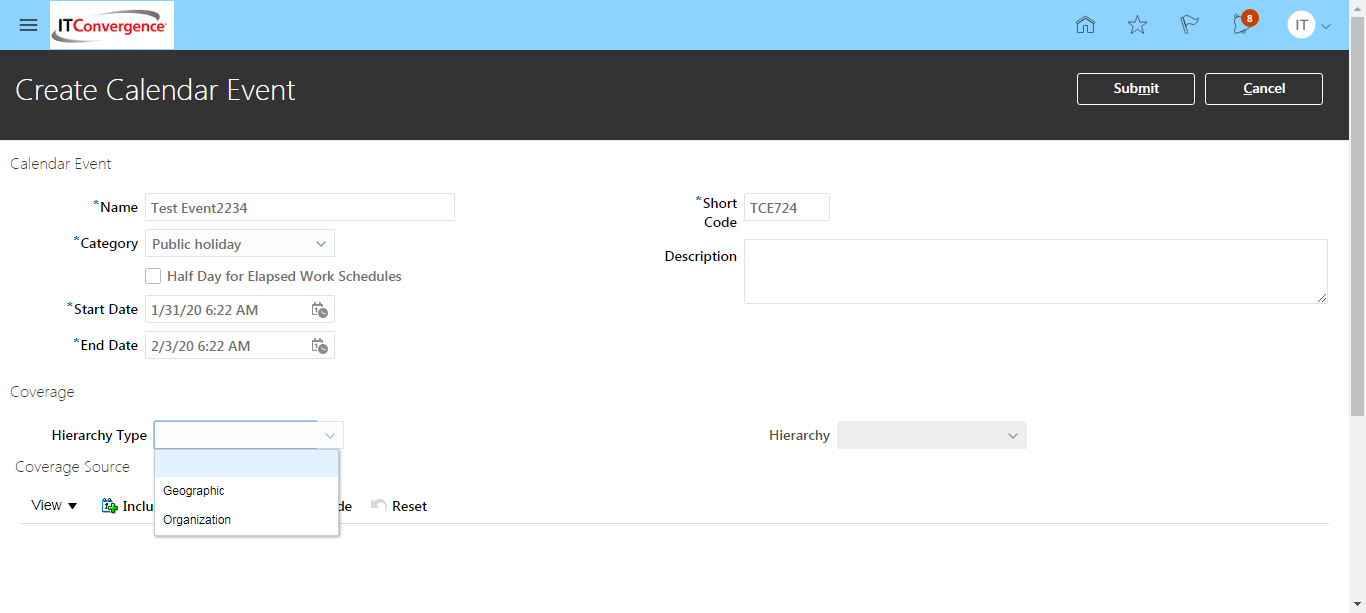 ITConvergence
8
IT
Create Calendar Event
Submit
Cancel
Calendar Event
*Name Test Event2234
*Short Code TCE724
*Category Public holiday
Description
Half Day for Elapsed Work Schedules
*Start Date 1/31/20 6:22 AM
*End Date 2/3/20 6:22 AM
Coverage
Hierarchy Type
Hierarchy
Coverage Source
Geographic
Organization
View
Inclu
de
Reset